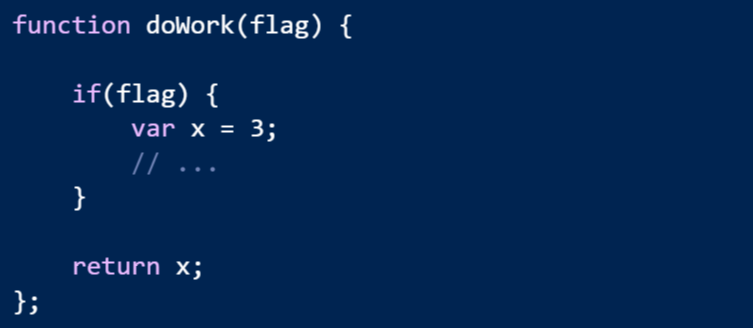 function doWork(flag) {
if(flag) {
var x = 3;
// ...
}
return x;
};